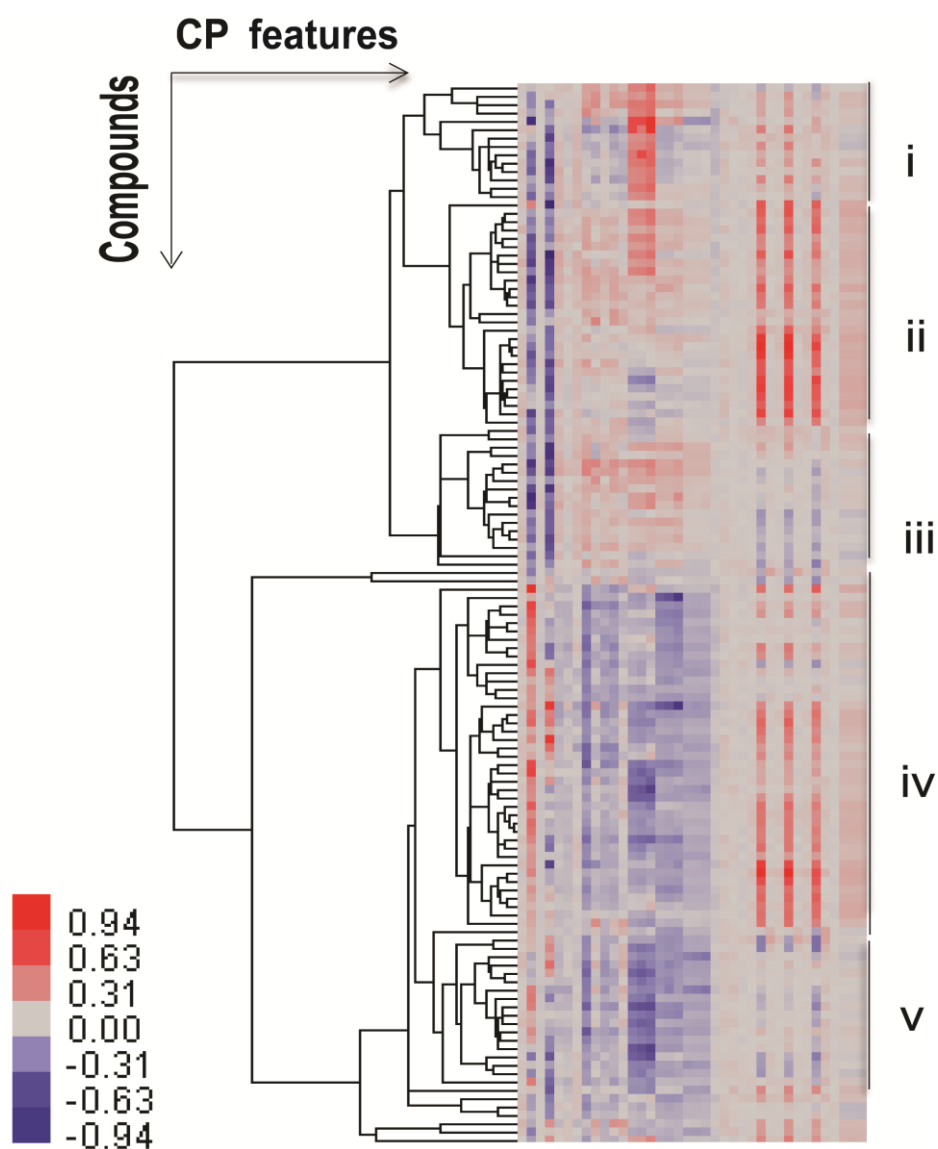 CP features
Compounds
i
ii
iii
iv
v
0.94
0.63
0.31
0.00
-0.31
-0.63
-0.94